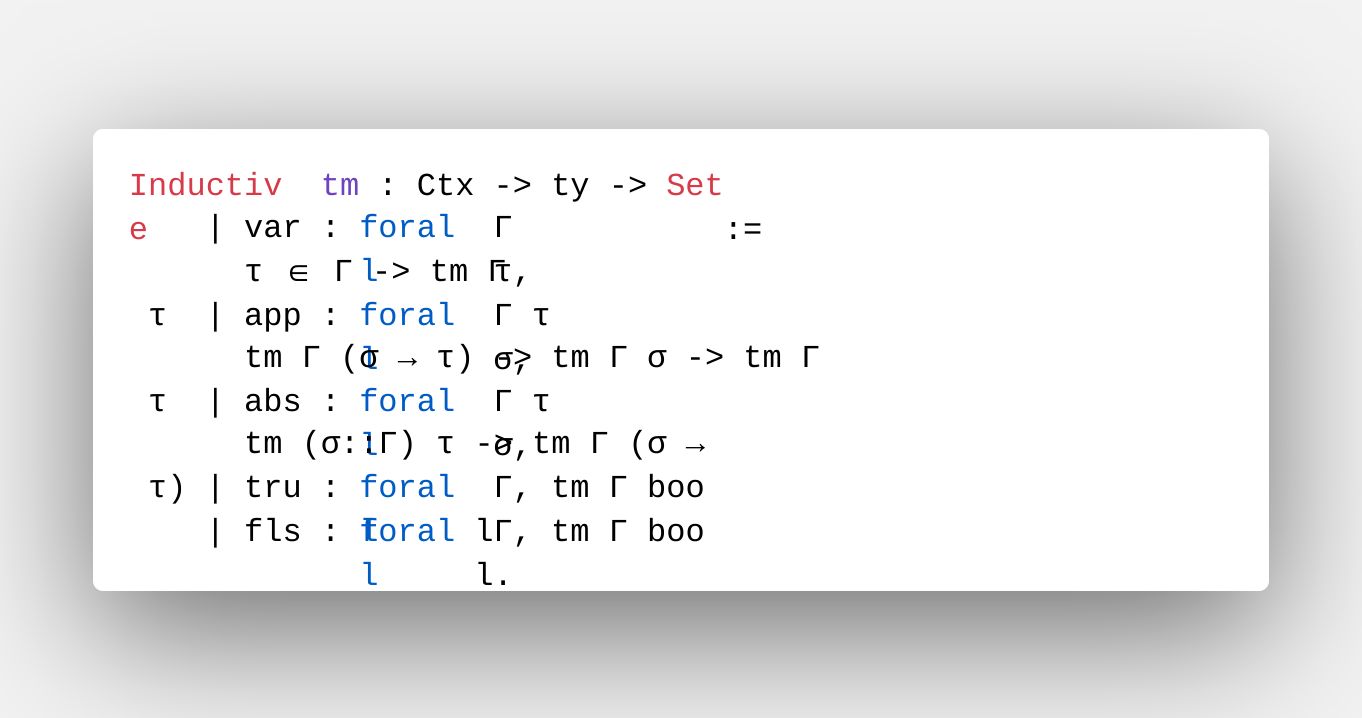 Inductive tm : Ctx -> ty -> Set :=
| var : forall Γ τ,
τ ∈ Γ -> tm Γ τ
| app : forall Γ τ σ,
tm Γ (σ → τ) -> tm Γ σ -> tm Γ τ
| abs : forall Γ τ σ,
tm (σ::Γ) τ -> tm Γ (σ → τ)
| tru : forall Γ, tm Γ bool
| fls : forall Γ, tm Γ bool.